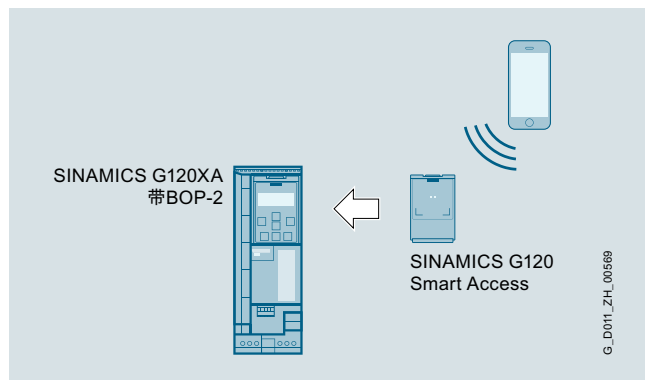 SINAMICS G120XA
带BOP-2
SINAMICS G120
Smart Access
G_D011_ZH_00569